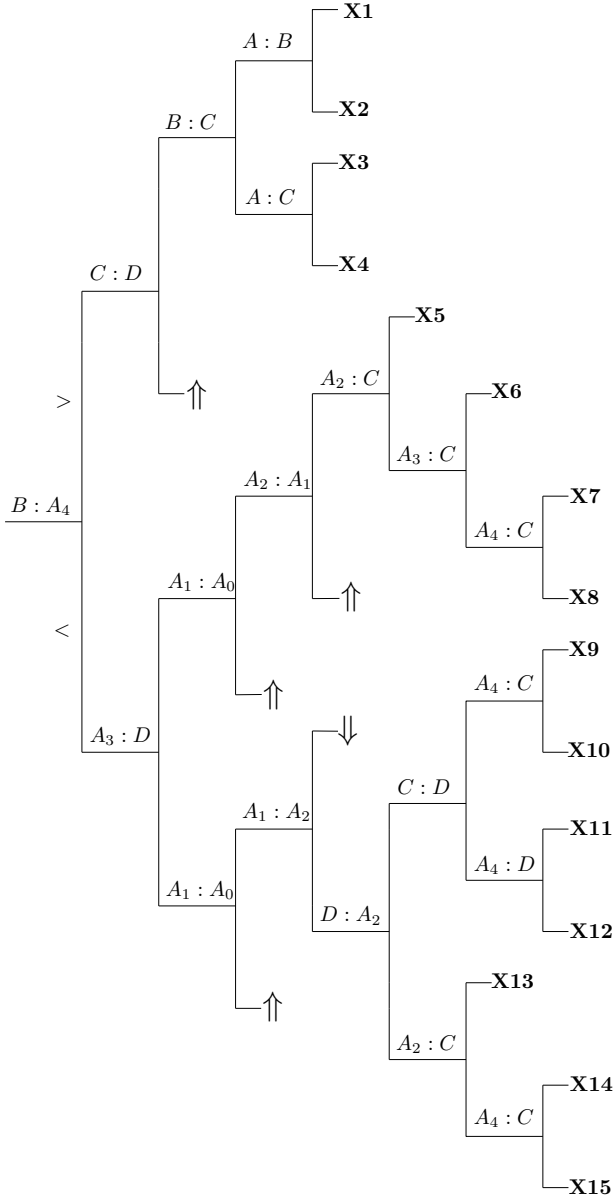 X1
A : B
X2
B : C
X3
A : C
X4
C : D
X5
A₂ : C
⇑
>
X6
A₃ : C
A₂ : A₁
X7
B : A₄
A₄ : C
A₁ : A₀
⇑
X8
<
X9
A₄ : C
⇑
⇓
A₃ : D
X10
C : D
A₁ : A₂
X11
A₄ : D
A₁ : A₀
D : A₂
X12
X13
⇑
A₂ : C
X14
A₄ : C
X15